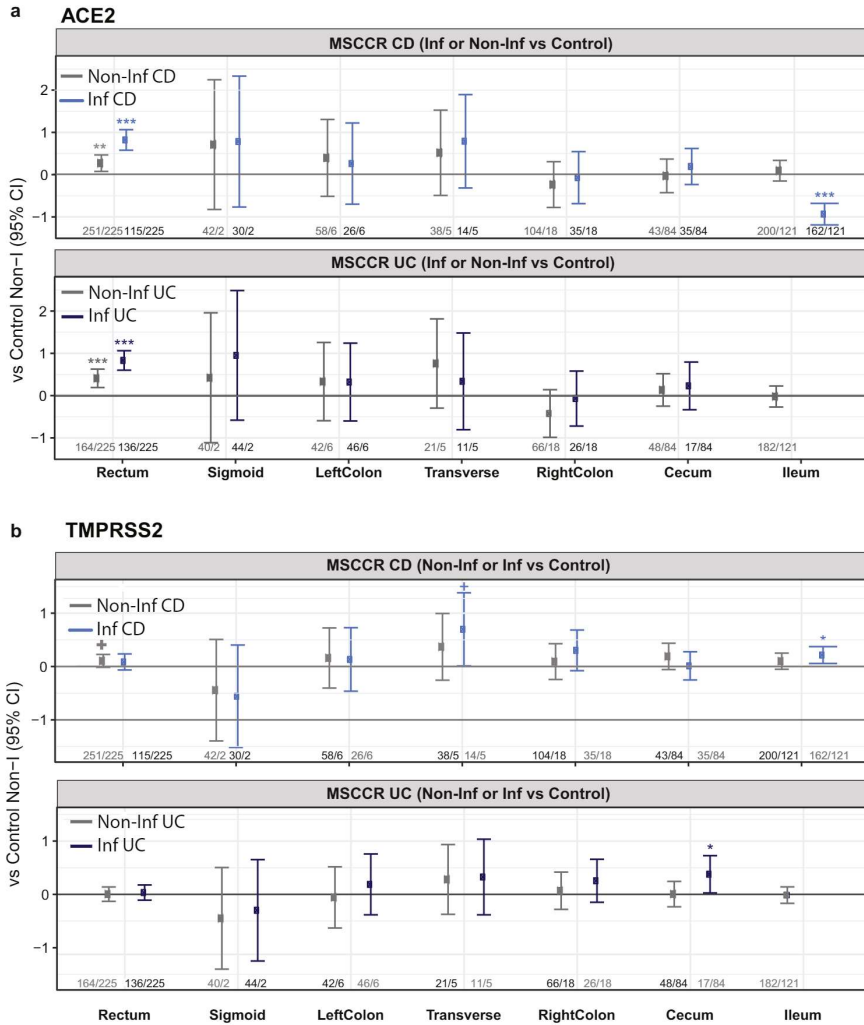 a
ACE2
MSCCR CD (Inf or Non-Inf vs Control)
Non-Inf CD
Inf CD
2
1
0
−1
**
***
***
251/225 115/225 42/2 30/2 58/6 26/6 38/5 14/5 104/18 35/18 43/84 35/84 200/121 162/121
vs Control Non–I (95% CI)
MSCCR UC (Inf or Non-Inf vs Control)
Non-Inf UC
Inf UC
2
1
0
−1
***
***
164/225 136/225 40/2 44/2 42/6 46/6 21/5 11/5 66/18 26/18 48/84 17/84 182/121
Rectum Sigmoid LeftColon Transverse RightColon Cecum Ileum
b
TMPRSS2
MSCCR CD (Non-Inf or Inf vs Control)
Non-Inf CD
Inf CD
1
0
−1
+
+
*
251/225 115/225 42/2 30/2 58/6 26/6 38/5 14/5 104/18 35/18 43/84 35/84 200/121 162/121
vs Control Non–I (95% CI)
MSCCR UC (Non-Inf or Inf vs Control)
Non-Inf UC
Inf UC
1
0
−1
*
164/225 136/225 40/2 44/2 42/6 46/6 21/5 11/5 66/18 26/18 48/84 17/84 182/121
Rectum Sigmoid LeftColon Transverse RightColon Cecum Ileum